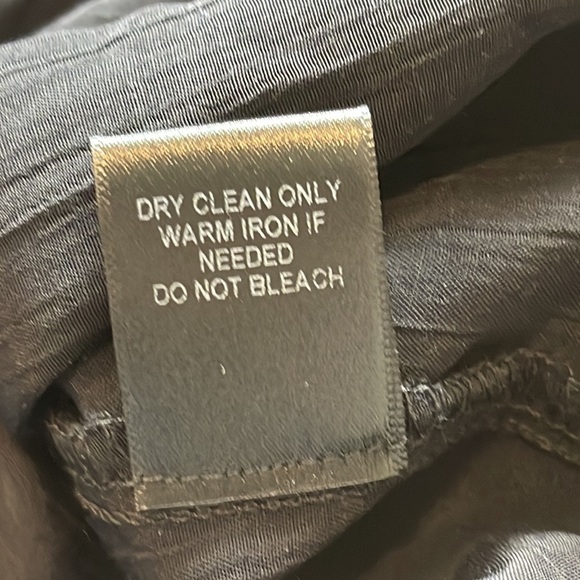 DRY CLEAN ONLY
WARM IRON IF
NEEDED
DO NOT BLEACH